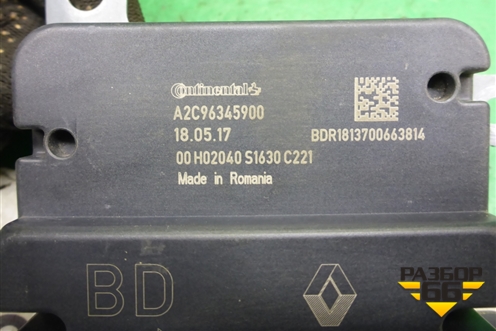 Continental
A2C96345900
18.05.17
BDR1813700663814
00 H02040 S1630 C221
Made in Romania
BD
РАЗБОР
66